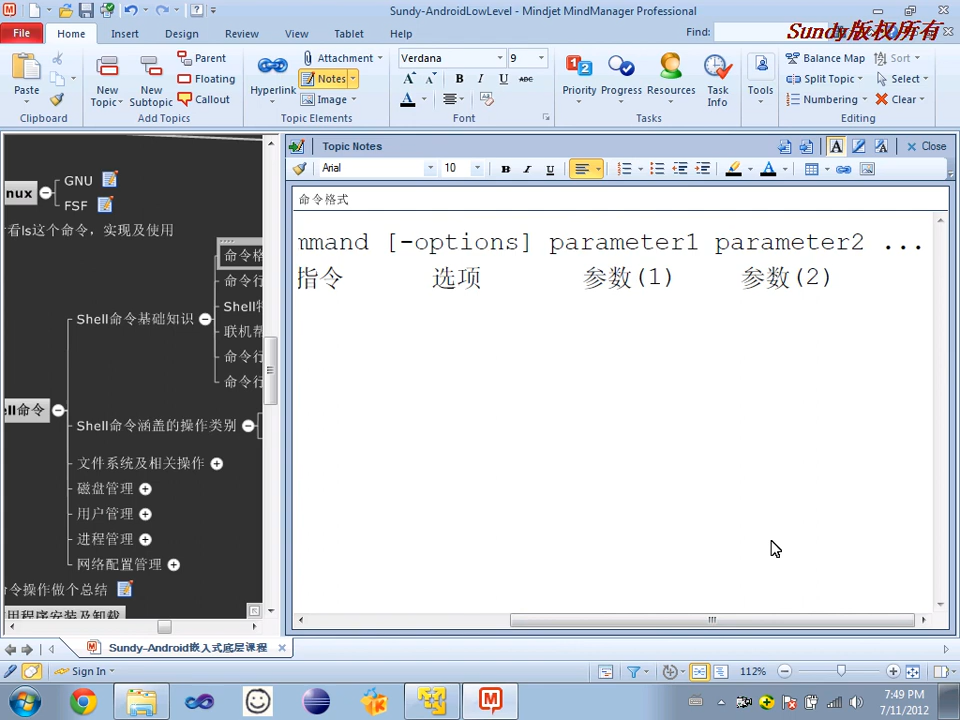 Sundy-AndroidLowLevel - Mindjet MindManager Professional
Sundy版权所有
File
Home
Insert
Design
Review
View
Tablet
Help
Find:
Paste
Clipboard
New Topic
New Subtopic
Parent
Floating
Callout
Add Topics
Hyperlink
Attachment
Notes
Image
Topic Elements
Verdana
9
B
I
U
ABC
A
Font
Priority
Progress
Resources
Task Info
Tasks
Tools
Balance Map
Split Topic
Numbering
Sort
Select
Clear
Editing
nux
GNU
FSF
看ls这个命令，实现及使用
命令格
命令行
Shell特
联机帮
命令行
命令行
Shell命令基础知识
ell命令
Shell命令涵盖的操作类别
文件系统及相关操作
磁盘管理
用户管理
进程管理
网络配置管理
命令操作做个总结
用程序安装及卸载
Topic Notes
Close
Arial
10
B
I
U
命令格式
mmand [-options] parameter1 parameter2 ...
指令 选项 参数(1) 参数(2)
Sundy-Android嵌入式底层课程
Sign In
112%
7:49 PM
7/11/2012